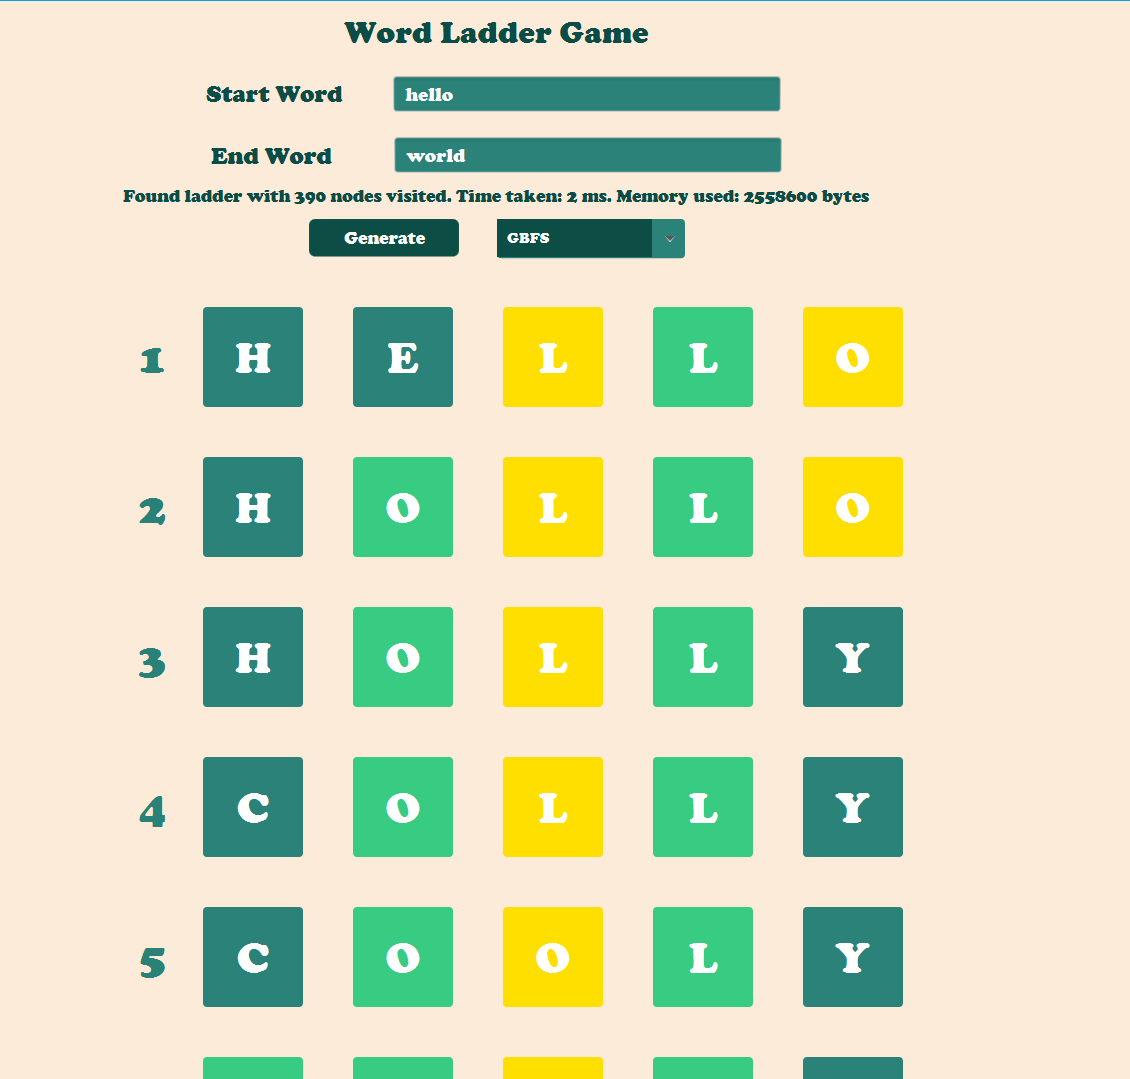 Word Ladder Game
Start Word hello
End Word world
Found ladder with 390 nodes visited. Time taken: 2 ms. Memory used: 2558600 bytes
Generate GBFS
1 H E L L O
2 H O L L O
3 H O L L Y
4 C O L L Y
5 C O O L Y